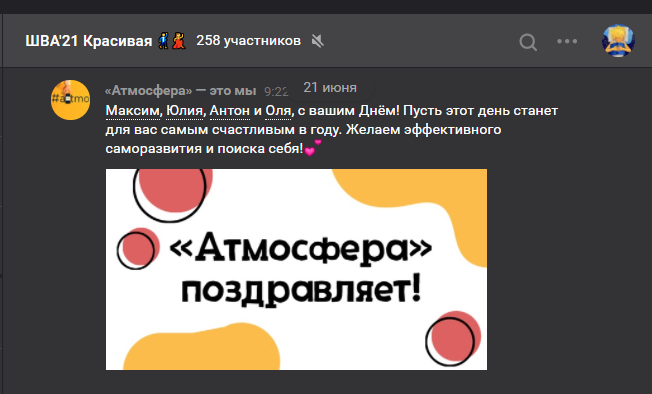 ШВА'21 Красивая 🕺💃 258 участников
#atmo
«Атмосфера» — это мы 9:22 21 июня
Максим, Юлия, Антон и Оля, с вашим Днём! Пусть этот день станет
для вас самым счастливым в году. Желаем эффективного
саморазвития и поиска себя!💕
«Атмосфера»
поздравляет!